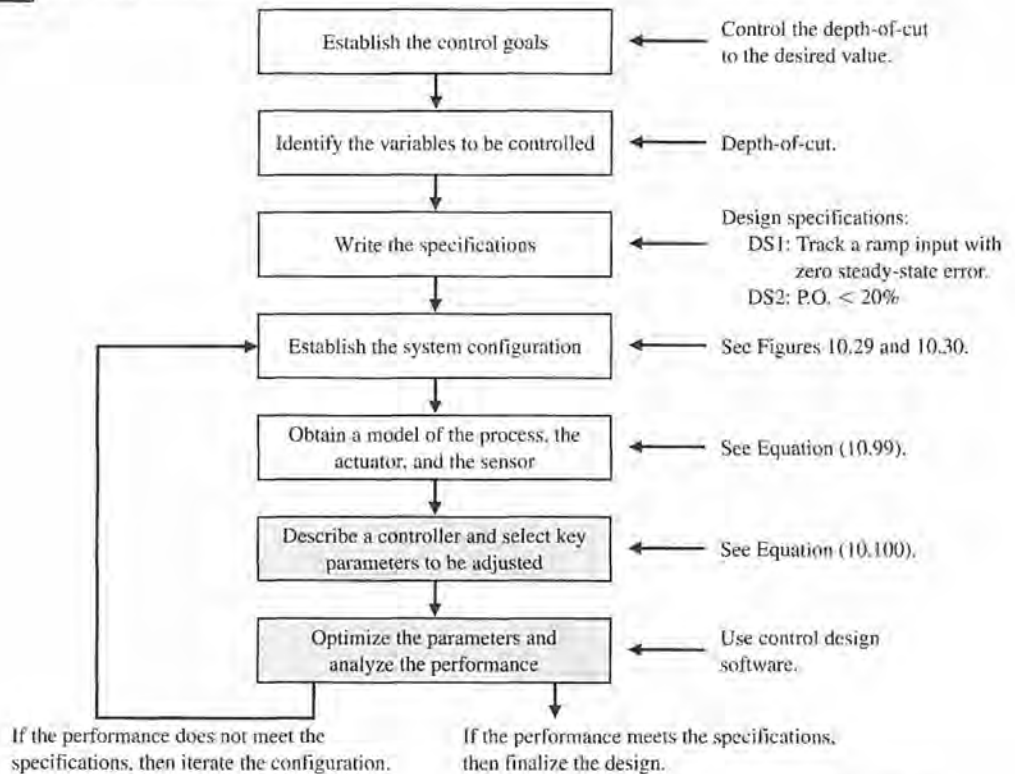 Establish the control goals
Control the depth-of-cut
to the desired value.
Identify the variables to be controlled
Depth-of-cut.
Write the specifications
Design specifications:
DS1: Track a ramp input with
zero steady-state error.
DS2: P.O. < 20%
Establish the system configuration
See Figures 10.29 and 10.30.
Obtain a model of the process, the
actuator, and the sensor
See Equation (10.99).
Describe a controller and select key
parameters to be adjusted
See Equation (10.100).
Optimize the parameters and
analyze the performance
Use control design
software.
If the performance does not meet the
specifications, then iterate the configuration.
If the performance meets the specifications,
then finalize the design.